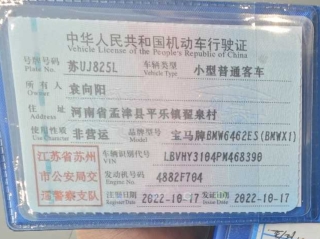 中华人民共和国机动车行驶证
Vehicle License of the People's Republic of China
号牌号码 苏UJ825L 车辆类型 小型普通客车
Plate No. Vehicle Type
所有人 袁向阳
Owner
住址 河南省孟津县平乐镇翟泉村
Address
使用性质 非营运 品牌型号 宝马牌BMW6462ES(BMWX1)
Use Character Model
江苏省苏州
市公安局交
通警察支队
车辆识别代号 LBVHY3104PM468390
VIN
发动机号码 4882F704
Engine No.
注册日期 2022-10-17 发证日期 2022-10-17
Register Date Issue Date